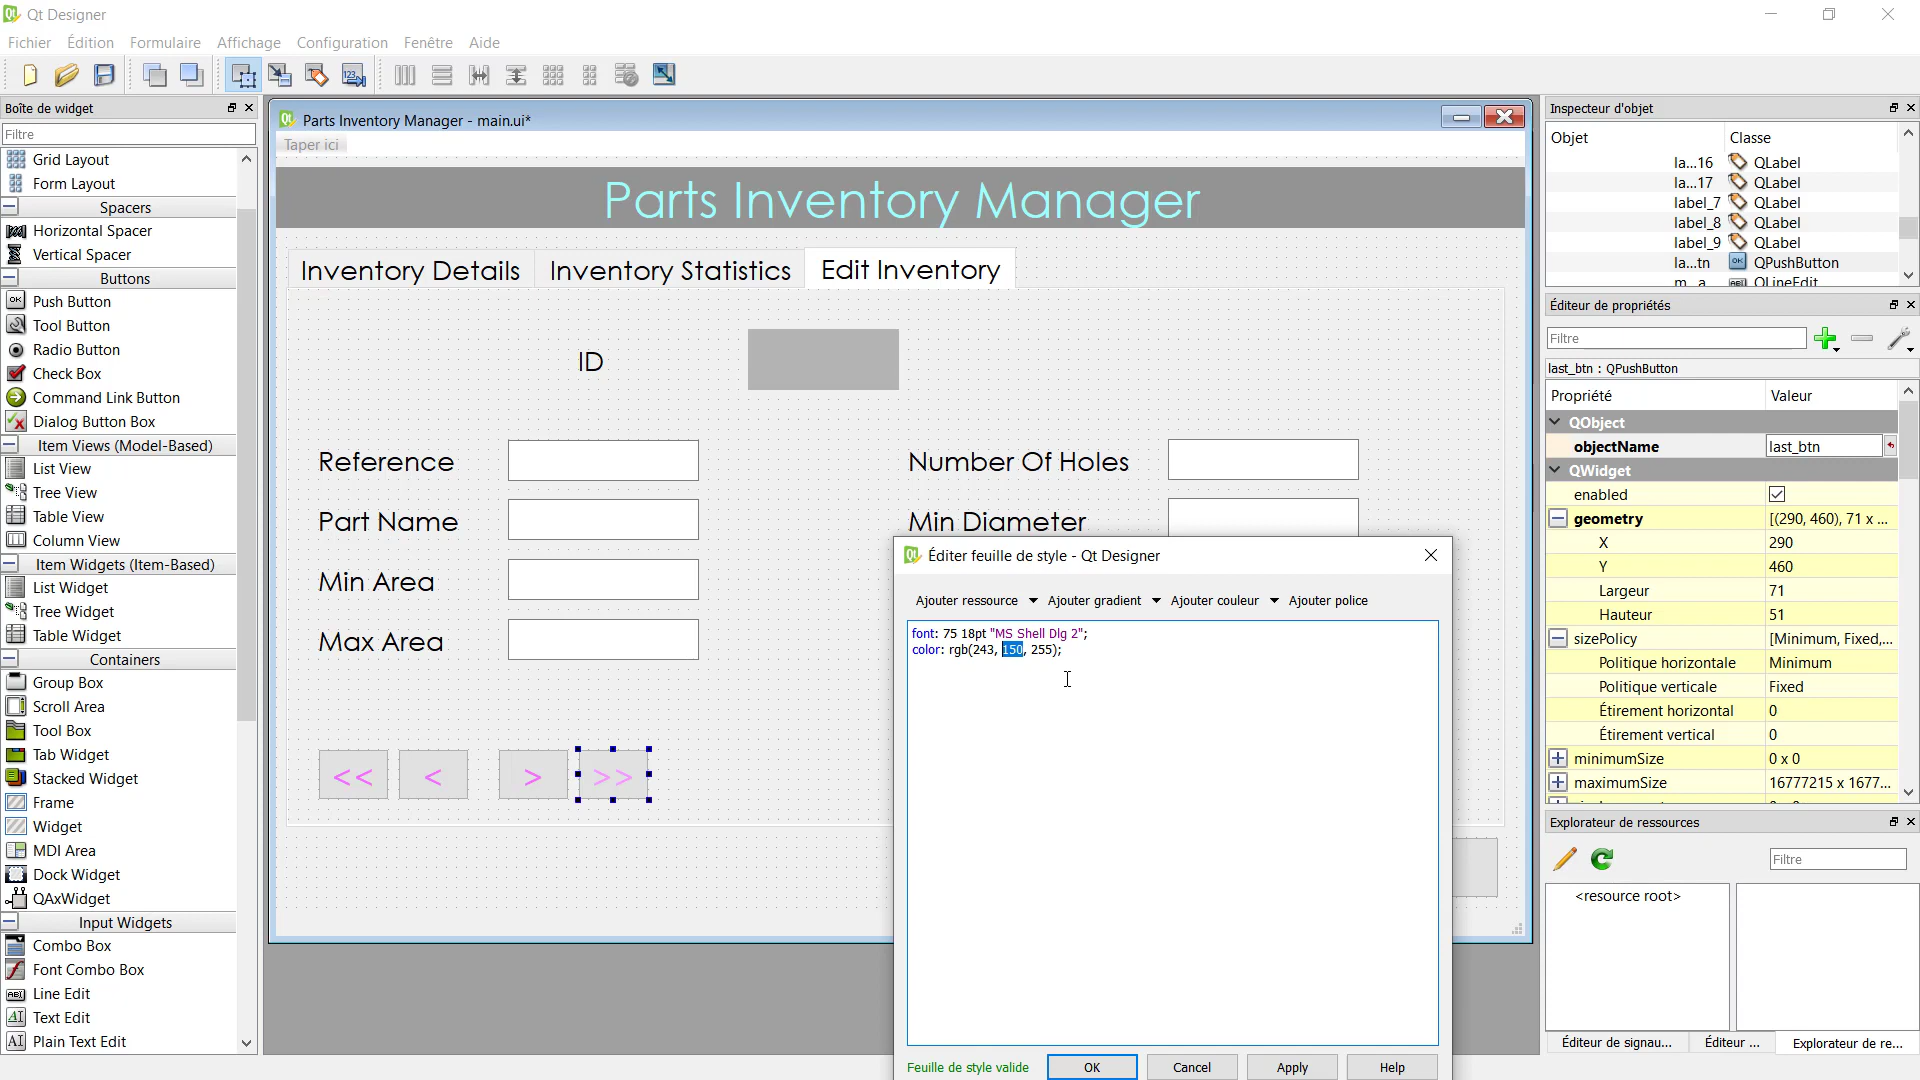 Qt Designer
Fichier Édition Formulaire Affichage Configuration Fenêtre Aide
Boîte de widget
Filtre
Grid Layout
Form Layout
Spacers
Horizontal Spacer
Vertical Spacer
Buttons
Push Button
Tool Button
Radio Button
Check Box
Command Link Button
Dialog Button Box
Item Views (Model-Based)
List View
Tree View
Table View
Column View
Item Widgets (Item-Based)
List Widget
Tree Widget
Table Widget
Containers
Group Box
Scroll Area
Tool Box
Tab Widget
Stacked Widget
Frame
Widget
MDI Area
Dock Widget
QAxWidget
Input Widgets
Combo Box
Font Combo Box
Line Edit
Text Edit
Plain Text Edit
Parts Inventory Manager - main.ui*
Taper ici
Parts Inventory Manager
Inventory Details Inventory Statistics Edit Inventory
ID
Reference
Number Of Holes
Part Name
Min Diameter
Min Area
Max Area
<< < > >>
Éditer feuille de style - Qt Designer
Ajouter ressource Ajouter gradient Ajouter couleur Ajouter police
font: 75 18pt "MS Shell Dlg 2";
color: rgb(243, 150, 255);
Feuille de style valide OK Cancel Apply Help
Inspecteur d'objet
Objet Classe
la...16 QLabel
la...17 QLabel
label_7 QLabel
label_8 QLabel
label_9 QLabel
la...tn QPushButton
m...a QLineEdit
Éditeur de propriétés
Filtre
last_btn : QPushButton
Propriété Valeur
QObject
objectName last_btn
QWidget
enabled
geometry [(290, 460), 71 x ...
X 290
Y 460
Largeur 71
Hauteur 51
sizePolicy [Minimum, Fixed,...
Politique horizontale Minimum
Politique verticale Fixed
Étirement horizontal 0
Étirement vertical 0
minimumSize 0 x 0
maximumSize 16777215 x 1677...
Explorateur de ressources
Filtre
<resource root>
Éditeur de signau... Éditeur ... Explorateur de re...